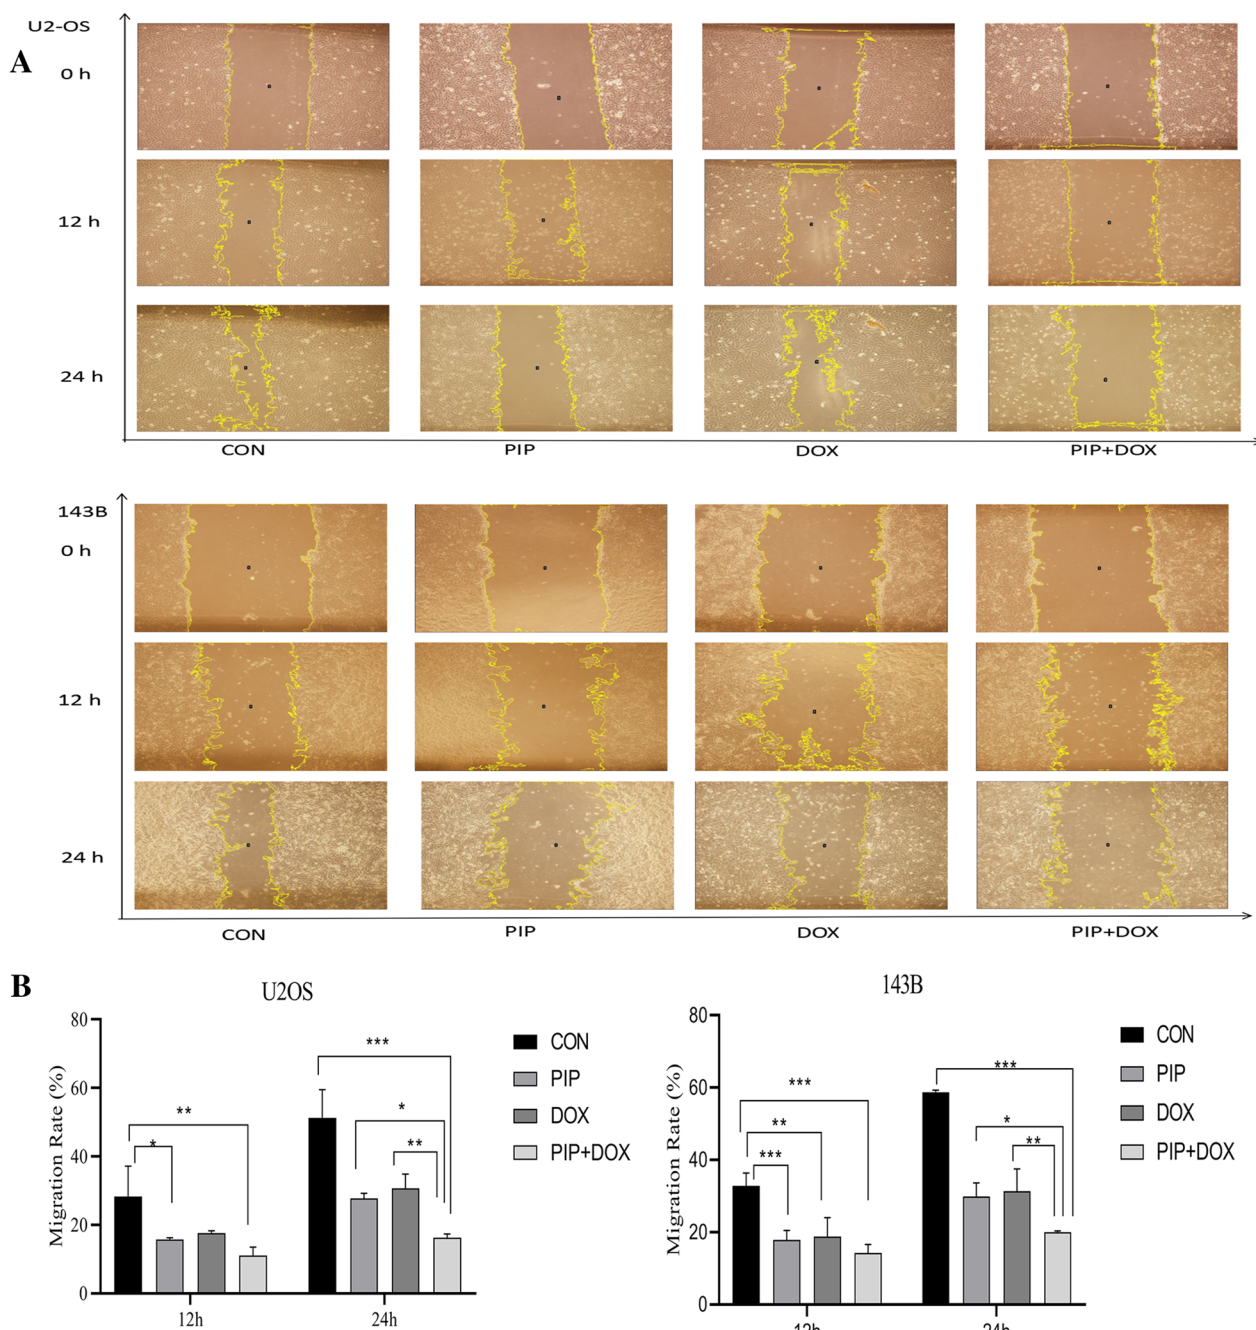 U2-OS
A
0 h
12 h
24 h
CON PIP DOX PIP+DOX
143B
0 h
12 h
24 h
CON PIP DOX PIP+DOX
B
U2OS
Migration Rate (%)
80
60
40
20
0
*
**
***
*
**
12h 24h
CON
PIP
DOX
PIP+DOX
143B
Migration Rate (%)
80
60
40
20
0
***
**
***
***
*
**
12h 24h
CON
PIP
DOX
PIP+DOX